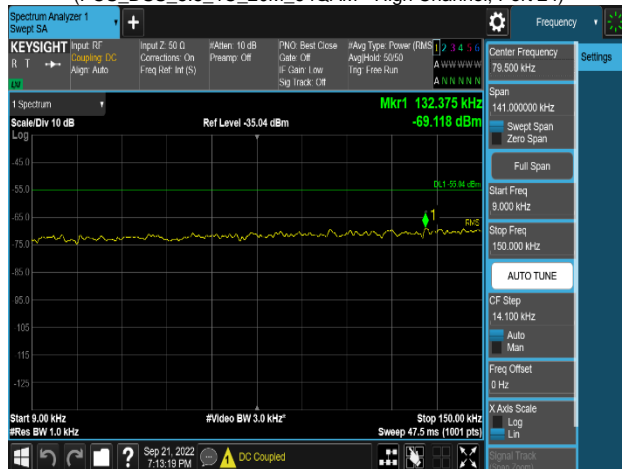 Spectrum Analyzer 1
Swept SA
Frequency
KEYSIGHT
R T
LV
Input: RF
Coupling: DC
Align: Auto
Input Z: 50 Ω
Corrections: On
Freq Ref: Int (S)
#Atten: 10 dB
Preamp: Off
PNO: Best Close
Gate: Off
IF Gain: Low
Sig Track: Off
#Avg Type: Power (RMS
Avg|Hold: 50/50
Trig: Free Run
1 2 3 4 5 6
A W W W W W
A N N N N N
Center Frequency
79.500 kHz
Settings
Span
141.000000 kHz
Swept Span
Zero Span
Full Span
Start Freq
9.000 kHz
Stop Freq
150.000 kHz
AUTO TUNE
CF Step
14.100 kHz
Auto
Man
Freq Offset
0 Hz
X Axis Scale
Log
Lin
Signal Track
(Span Zoom)
1 Spectrum
Scale/Div 10 dB
Log
Ref Level -35.04 dBm
Mkr1 132.375 kHz
-69.118 dBm
-45.0
-55.0
DL1 -55.04 dBm
-65.0
1
RMS
-75.0
-85.0
-95.0
-105
-115
-125
Start 9.00 kHz
#Video BW 3.0 kHz*
Stop 150.00 kHz
#Res BW 1.0 kHz
Sweep 47.5 ms (1001 pts)
?
Sep 21, 2022
7:13:19 PM
DC Coupled